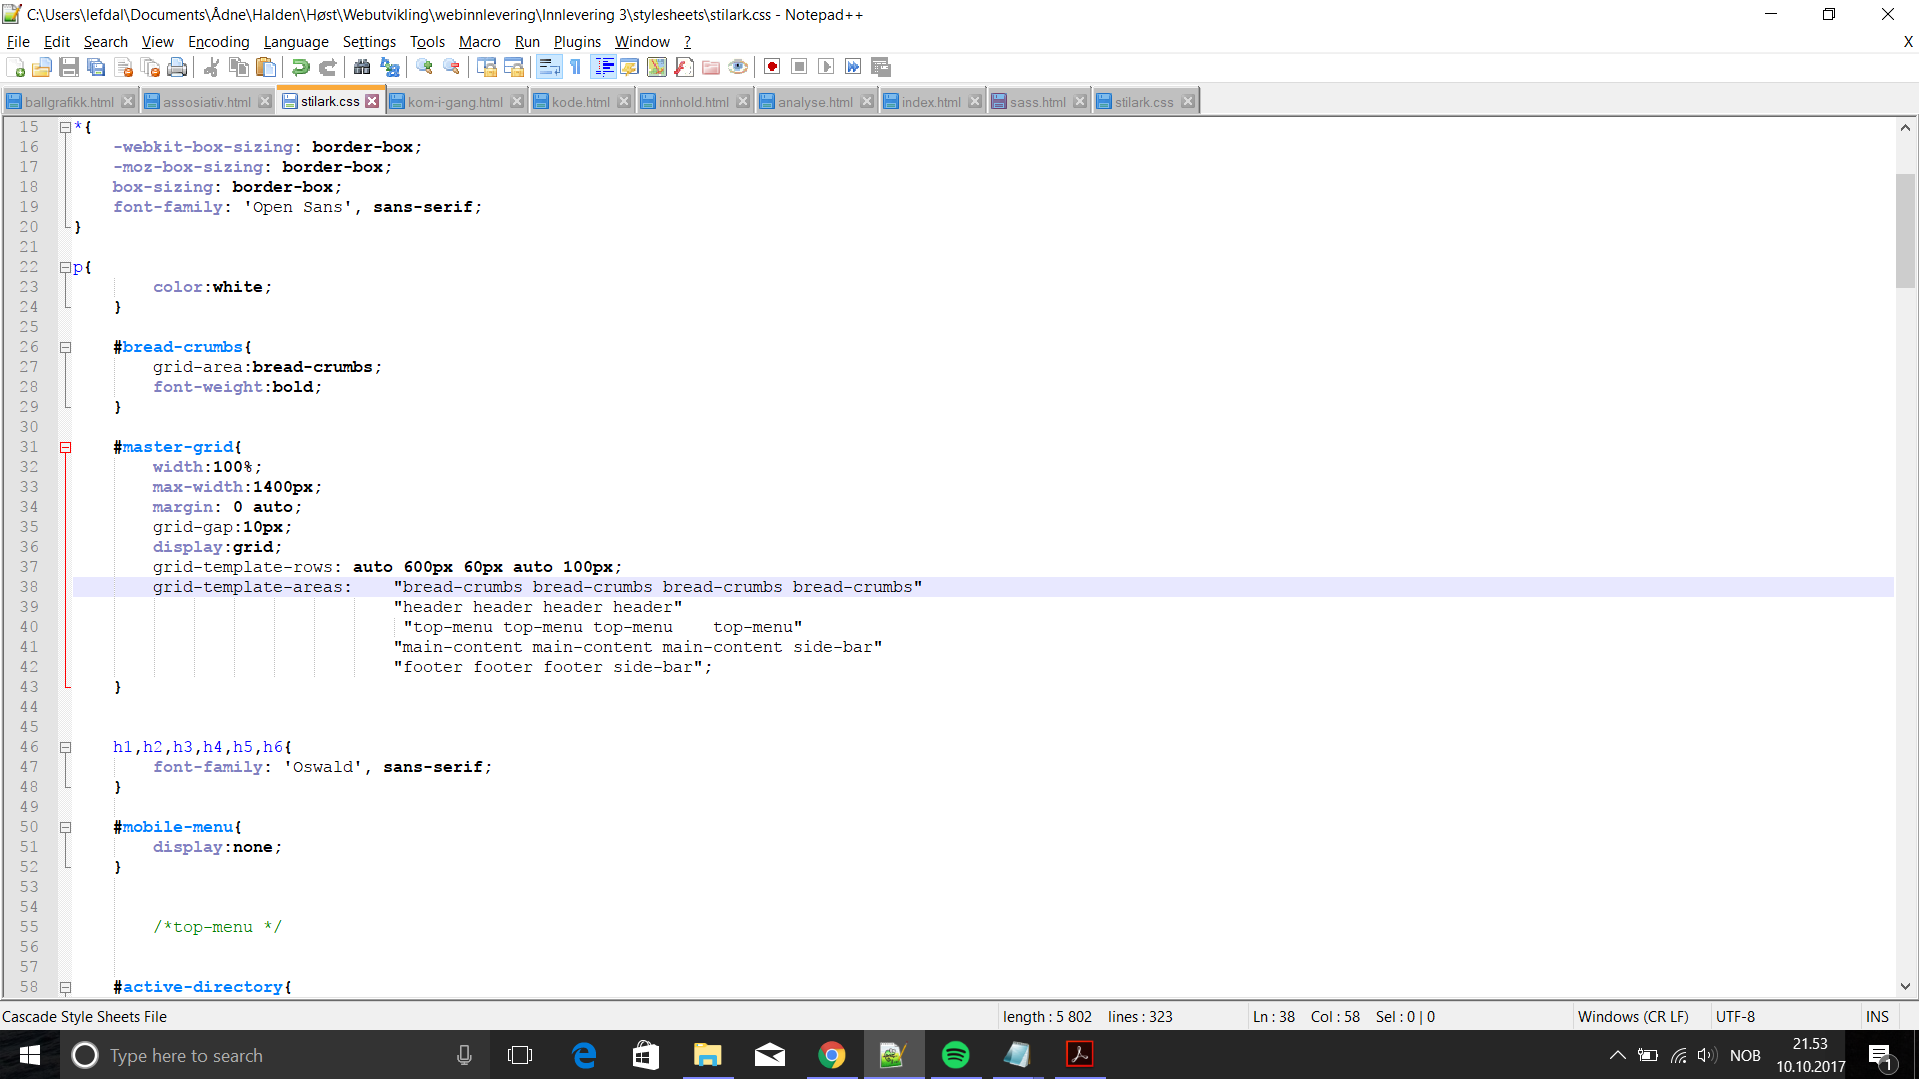 C:\Users\lefdal\Documents\Ådne\Halden\Høst\Webutvikling\webinnlevering\Innlevering 3\stylesheets\stilark.css - Notepad++
File Edit Search View Encoding Language Settings Tools Macro Run Plugins Window ? X
ballgrafikk.html assosiativ.html stilark.css kom-i-gang.html kode.html innhold.html analyse.html index.html sass.html stilark.css
15 *{
16 -webkit-box-sizing: border-box;
17 -moz-box-sizing: border-box;
18 box-sizing: border-box;
19 font-family: 'Open Sans', sans-serif;
20 }
21
22 p{
23 color:white;
24 }
25
26 #bread-crumbs{
27 grid-area:bread-crumbs;
28 font-weight:bold;
29 }
30
31 #master-grid{
32 width:100%;
33 max-width:1400px;
34 margin: 0 auto;
35 grid-gap:10px;
36 display:grid;
37 grid-template-rows: auto 600px 60px auto 100px;
38 grid-template-areas: "bread-crumbs bread-crumbs bread-crumbs bread-crumbs"
39 "header header header header"
40 "top-menu top-menu top-menu top-menu"
41 "main-content main-content main-content side-bar"
42 "footer footer footer side-bar";
43 }
44
45
46 h1,h2,h3,h4,h5,h6{
47 font-family: 'Oswald', sans-serif;
48 }
49
50 #mobile-menu{
51 display:none;
52 }
53
54
55 /*top-menu */
56
57
58 #active-directory{
Cascade Style Sheets File length : 5 802 lines : 323 Ln : 38 Col : 58 Sel : 0 | 0 Windows (CR LF) UTF-8 INS
Type here to search NOB 21.53
10.10.2017 1